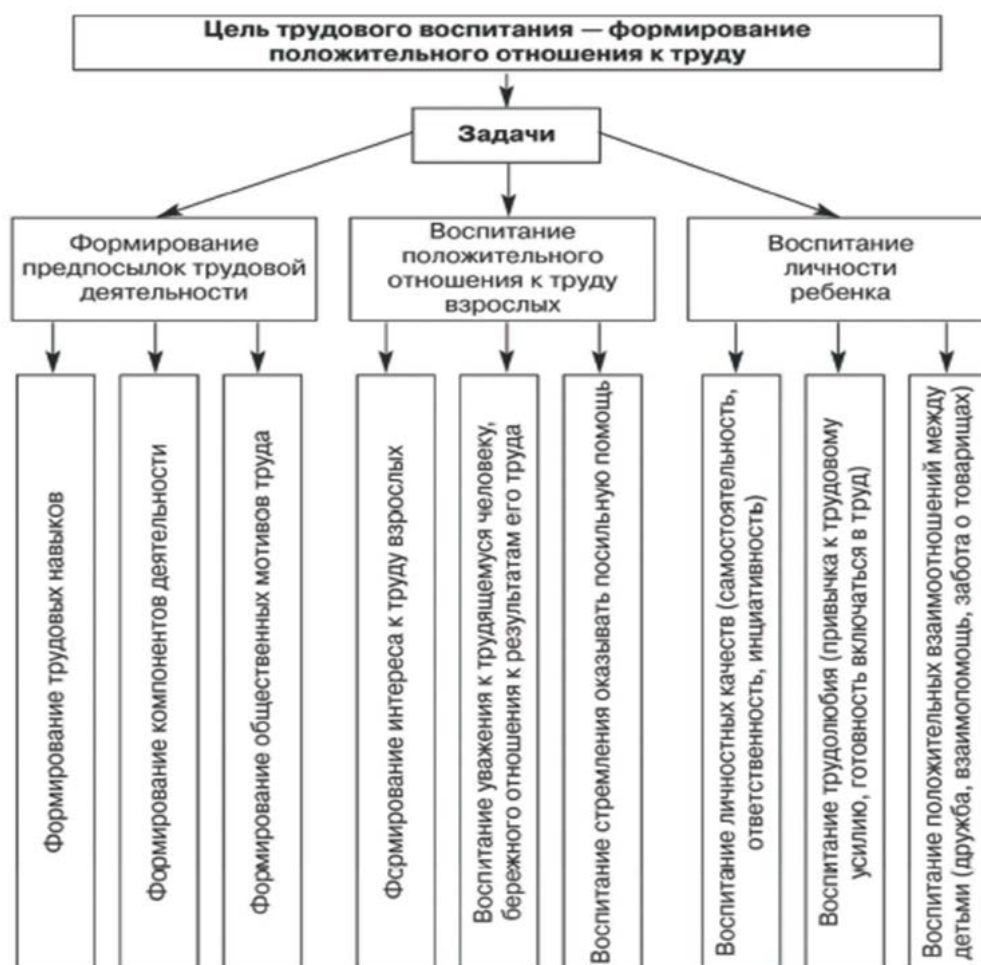 Цель трудового воспитания — формирование
положительного отношения к труду
Задачи
Формирование
предпосылок трудовой
деятельности
Воспитание
положительного
отношения к труду
взрослых
Воспитание
личности
ребенка
Формирование трудовых навыков
Формирование компонентов деятельности
Формирование общественных мотивов труда
Формирование интереса к труду взрослых
Воспитание уважения к трудящемуся человеку,
бережного отношения к результатам его труда
Воспитание стремления оказывать посильную помощь
Воспитание личностных качеств (самостоятельность,
ответственность, инциативность)
Воспитание трудолюбия (привычка к трудовому
усилию, готовность включаться в труд)
Воспитание положительных взаимоотношений между
детьми (дружба, взаимопомощь, забота о товарищах)